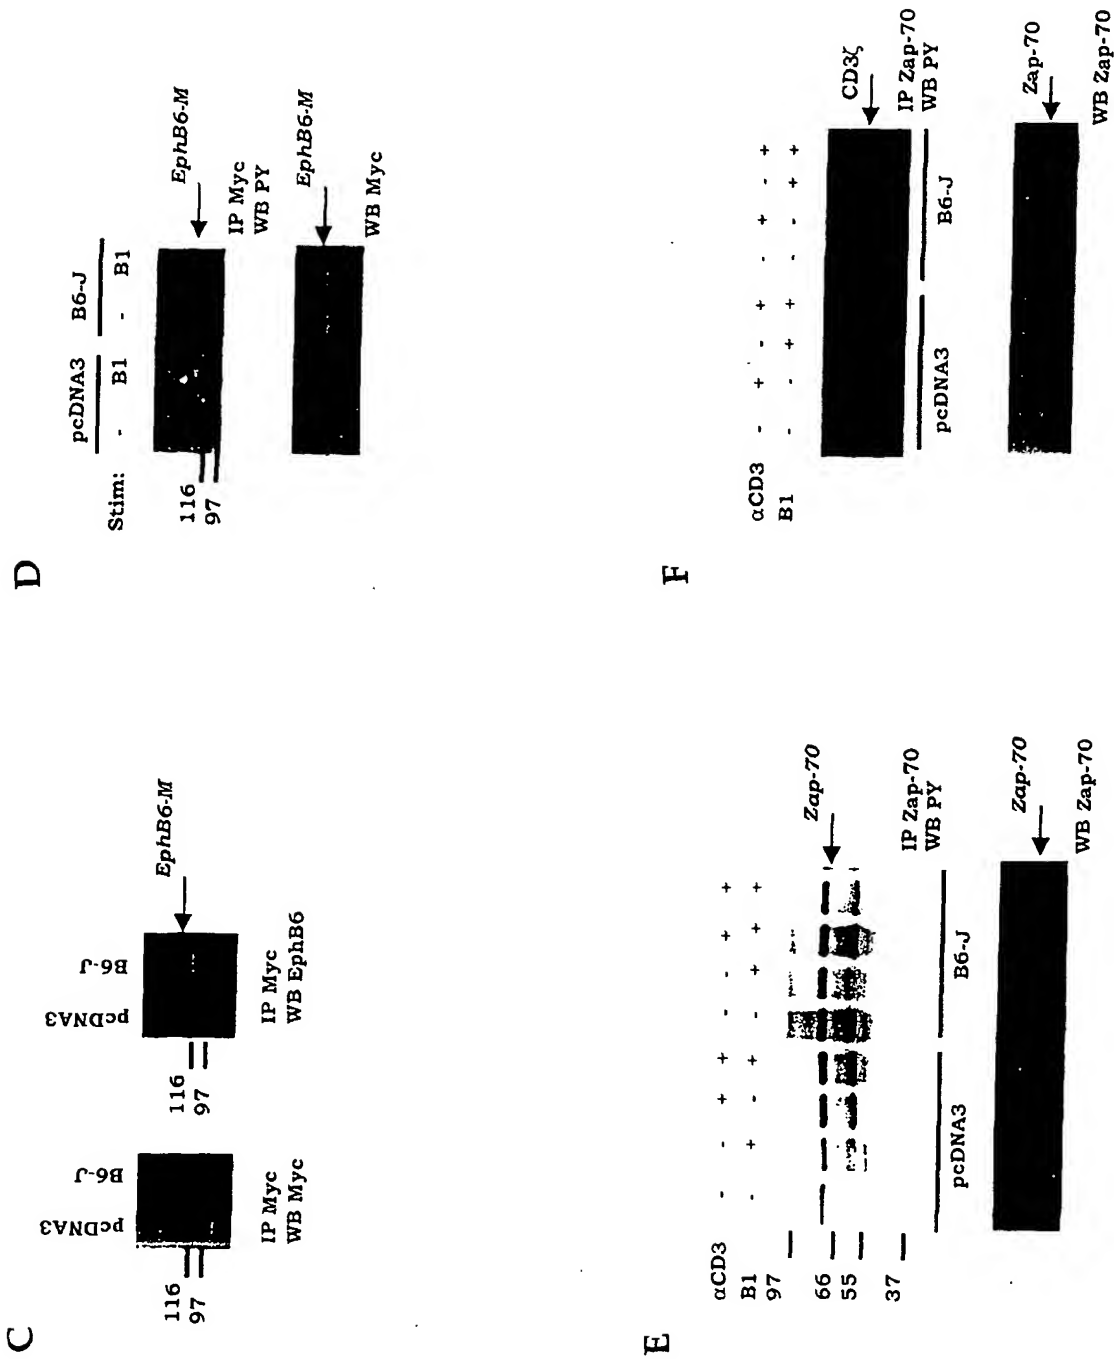 C
pcDNA3
B6-J
116
97
IP Myc
WB Myc
pcDNA3
B6-J
116
97
EphB6-M
IP Myc
WB EphB6
D
pcDNA3 B6-J
Stim: - B1 - B1
116
97
EphB6-M
IP Myc
WB PY
EphB6-M
WB Myc
E
αCD3 - - + + - - + +
B1 - + - + - + + +
97
66
55
37
Zap-70
IP Zap-70
WB PY
pcDNA3 B6-J
Zap-70
WB Zap-70
F
αCD3 - + - + - + - +
B1 - - + + - - + +
CD3ζ
IP Zap-70
WB PY
pcDNA3 B6-J
Zap-70
WB Zap-70